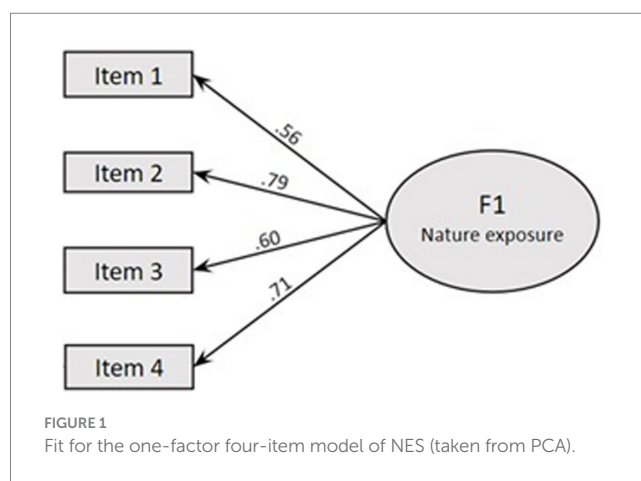 Item 1
.56
Item 2
.79
F1
Nature exposure
.60
Item 3
.71
Item 4
FIGURE 1
Fit for the one-factor four-item model of NES (taken from PCA).